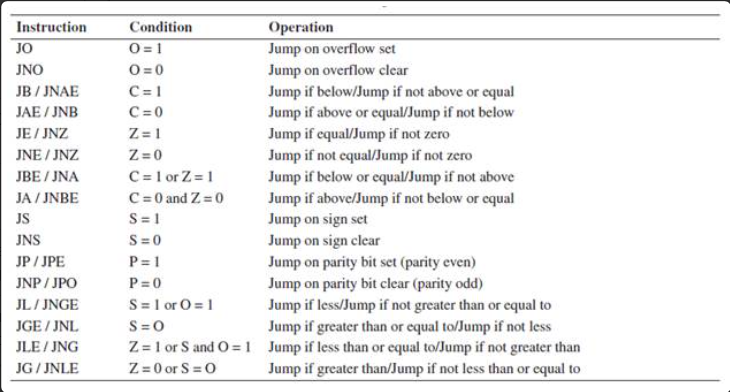 Instruction Condition Operation
JO O = 1 Jump on overflow set
JNO O = 0 Jump on overflow clear
JB / JNAE C = 1 Jump if below/Jump if not above or equal
JAE / JNB C = 0 Jump if above or equal/Jump if not below
JE / JNZ Z = 1 Jump if equal/Jump if not zero
JNE / JNZ Z = 0 Jump if not equal/Jump if not zero
JBE / JNA C = 1 or Z = 1 Jump if below or equal/Jump if not above
JA / JNBE C = 0 and Z = 0 Jump if above/Jump if not below or equal
JS S = 1 Jump on sign set
JNS S = 0 Jump on sign clear
JP / JPE P = 1 Jump on parity bit set (parity even)
JNP / JPO P = 0 Jump on parity bit clear (parity odd)
JL / JNGE S = 1 or O = 1 Jump if less/Jump if not greater than or equal to
JGE / JNL S = O Jump if greater than or equal to/Jump if not less
JLE / JNG Z = 1 or S and O = 1 Jump if less than or equal to/Jump if not greater than
JG / JNLE Z = 0 or S = O Jump if greater than/Jump if not less than or equal to